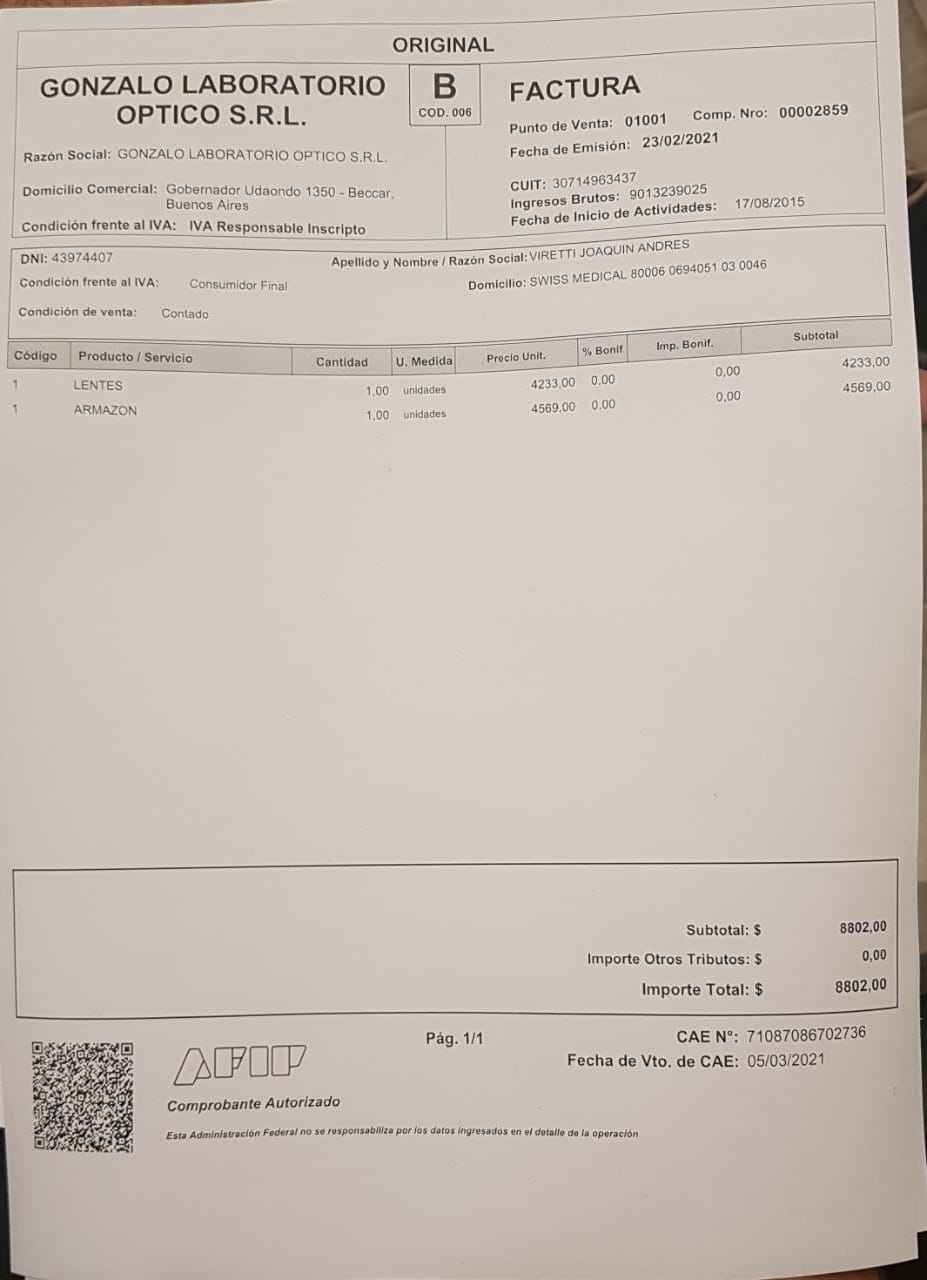 ORIGINAL
GONZALO LABORATORIO
OPTICO S.R.L.
B
COD. 006
FACTURA
Punto de Venta: 01001 Comp. Nro: 00002859
Fecha de Emisión: 23/02/2021
Razón Social: GONZALO LABORATORIO OPTICO S.R.L.
Domicilio Comercial: Gobernador Udaondo 1350 - Beccar,
Buenos Aires
Condición frente al IVA: IVA Responsable Inscripto
CUIT: 30714963437
Ingresos Brutos: 9013239025
Fecha de Inicio de Actividades: 17/08/2015
DNI: 43974407
Apellido y Nombre / Razón Social: VIRETTI JOAQUIN ANDRES
Condición frente al IVA: Consumidor Final
Domicilio: SWISS MEDICAL 80006 0694051 03 0046
Condición de venta: Contado
Código Producto / Servicio Cantidad U. Medida Precio Unit. % Bonif Imp. Bonif. Subtotal
1 LENTES 1,00 unidades 4233,00 0,00 0,00 4233,00
1 ARMAZON 1,00 unidades 4569,00 0,00 0,00 4569,00
Subtotal: $ 8802,00
Importe Otros Tributos: $ 0,00
Importe Total: $ 8802,00
AFIP
Pág. 1/1
CAE N°: 71087086702736
Fecha de Vto. de CAE: 05/03/2021
Comprobante Autorizado
Esta Administración Federal no se responsabiliza por los datos ingresados en el detalle de la operación